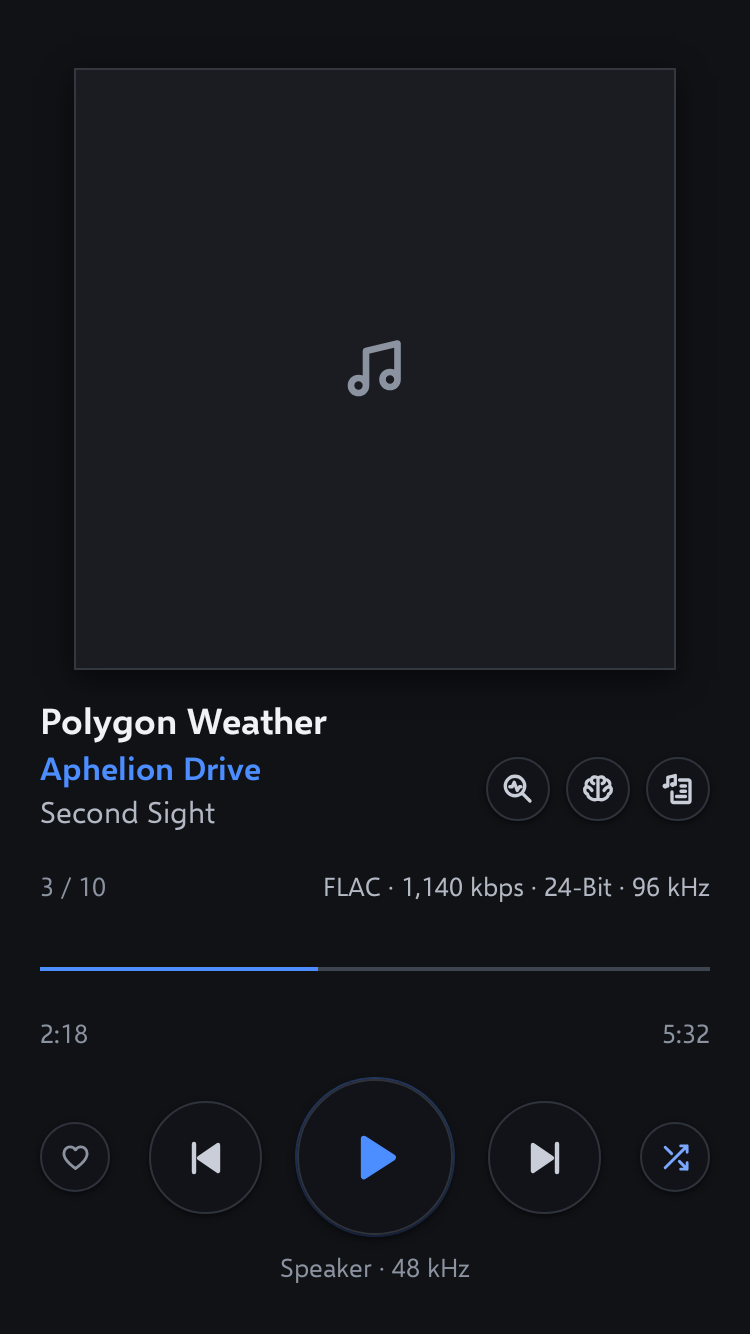 Polygon Weather
Aphelion Drive
Second Sight
3 / 10
FLAC · 1,140 kbps · 24-Bit · 96 kHz
2:18
5:32
Speaker · 48 kHz